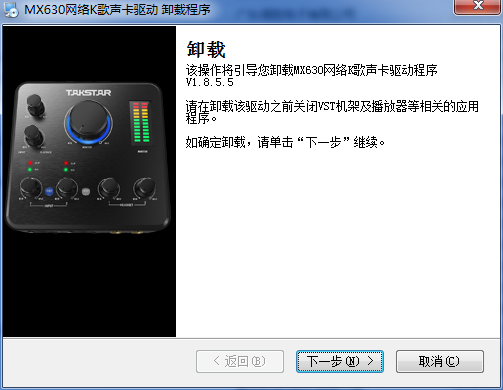 MX630网络K歌声卡驱动 卸载程序
TAKSTAR
卸载
该操作将引导您卸载MX630网络K歌声卡驱动程序
V1.8.5.5
请在卸载该驱动之前关闭VST机架及播放器等相关的应用
程序。
如确定卸载，请单击“下一步”继续。
< 返回(B)
下一步(N) >
取消(C)